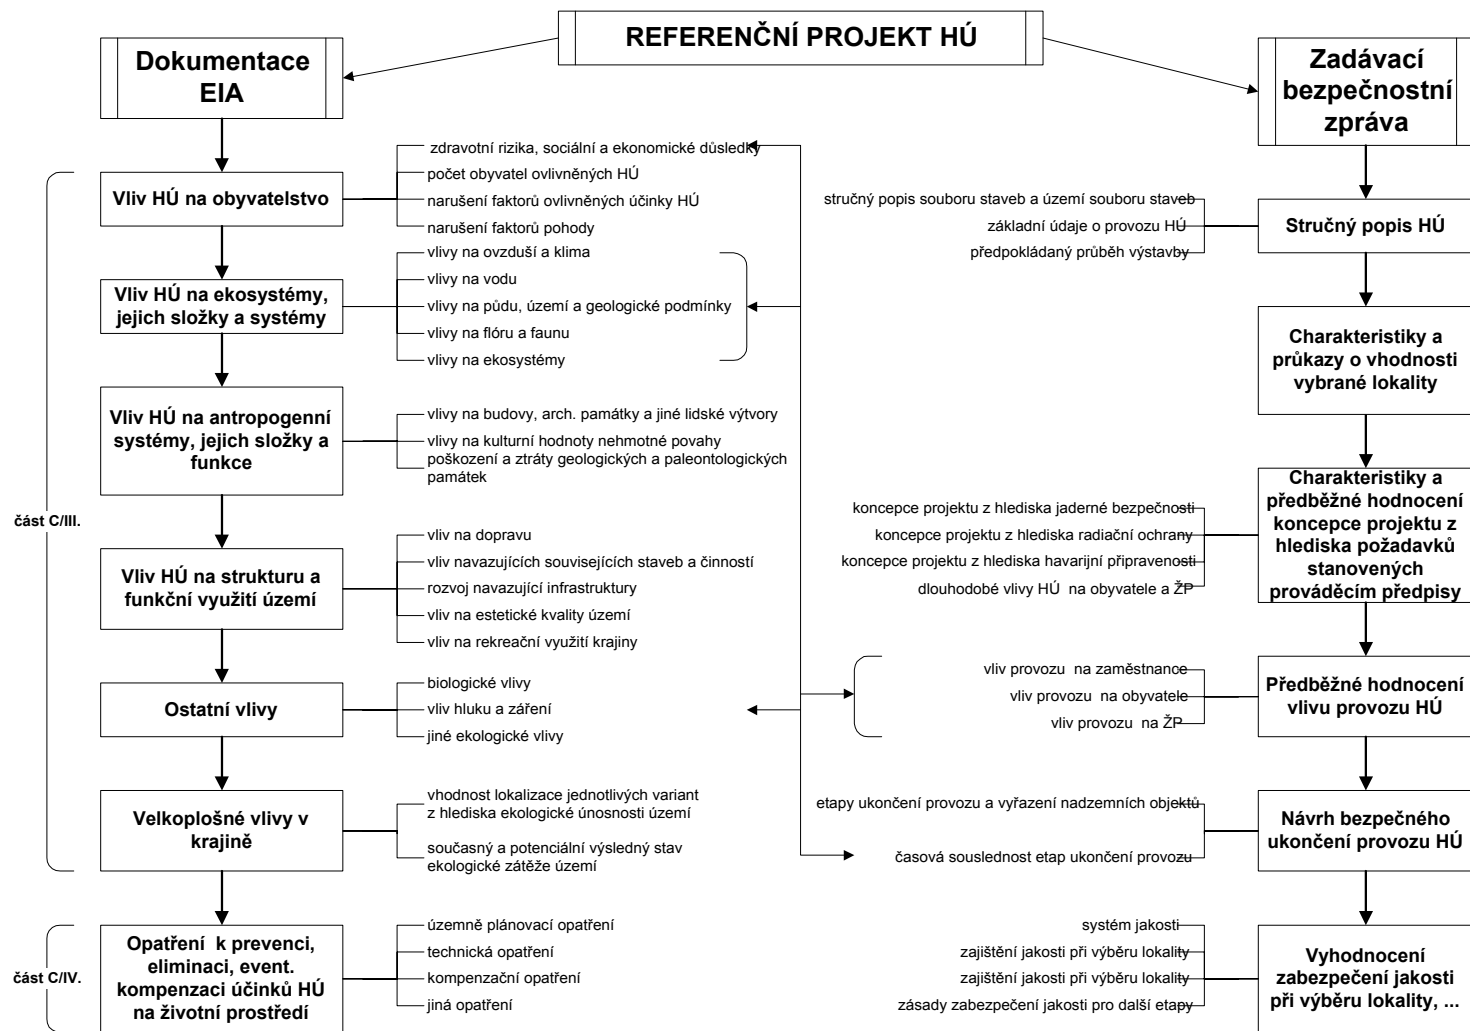 REFERENČNÍ PROJEKT HÚ
Dokumentace
EIA
zdravotní rizika, sociální a ekonomické důsledky
počet obyvatel ovlivněných HÚ
Vliv HÚ na obyvatelstvo
narušení faktorů ovlivněných účinky HÚ
narušení faktorů pohody
vlivy na ovzduší a klima
vlivy na vodu
Vliv HÚ na ekosystémy,
jejich složky a systémy
vlivy na půdu, území a geologické podmínky
vlivy na flóru a faunu
vlivy na ekosystémy
Vliv HÚ na antropogenní
systémy, jejich složky a
funkce
vlivy na budovy, arch. památky a jiné lidské výtvory
vlivy na kulturní hodnoty nehmotné povahy
poškození a ztráty geologických a paleontologických
památek
část C/III.
vliv na dopravu
vliv navazujících souvisejících staveb a činností
Vliv HÚ na strukturu a
funkční využití území
rozvoj navazující infrastruktury
vliv na estetické kvality území
vliv na rekreační využití krajiny
biologické vlivy
Ostatní vlivy
vliv hluku a záření
jiné ekologické vlivy
Velkoplošné vlivy v
krajině
vhodnost lokalizace jednotlivých variant
z hlediska ekologické únosnosti území
současný a potenciální výsledný stav
ekologické zátěže území
část C/IV.
Opatření  k prevenci,
eliminaci, event.
kompenzaci účinků HÚ
na životní prostředí
územně plánovací opatření
technická opatření
kompenzační opatření
jiná opatření
Zadávací
bezpečnostní
zpráva
stručný popis souboru staveb a území souboru staveb
základní údaje o provozu HÚ
předpokládaný průběh výstavby
Stručný popis HÚ
Charakteristiky a
průkazy o vhodnosti
vybrané lokality
Charakteristiky a
předběžné hodnocení
koncepce projektu z
hlediska požadavků
stanovených
prováděcím předpisy
koncepce projektu z hlediska jaderné bezpečnosti
koncepce projektu z hlediska radiační ochrany
koncepce projektu z hlediska havarijní připravenosti
dlouhodobé vlivy HÚ  na obyvatele a ŽP
vliv provozu  na zaměstnance
vliv provozu  na obyvatele
vliv provozu  na ŽP
Předběžné hodnocení
vlivu provozu HÚ
etapy ukončení provozu a vyřazení nadzemních objektů
časová souslednost etap ukončení provozu
Návrh bezpečného
ukončení provozu HÚ
systém jakosti
zajištění jakosti při výběru lokality
zajištění jakosti při výběru lokality
zásady zabezpečení jakosti pro další etapy
Vyhodnocení
zabezpečení jakosti
při výběru lokality, ...